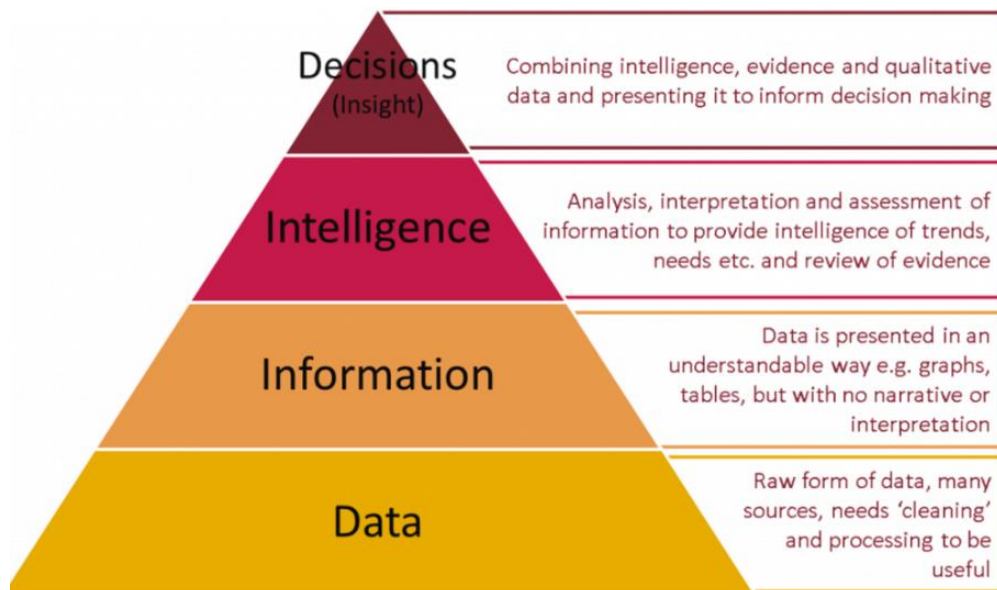 Decisions
(Insight)
Combining intelligence, evidence and qualitative
data and presenting it to inform decision making
Intelligence
Analysis, interpretation and assessment of
information to provide intelligence of trends,
needs etc. and review of evidence
Information
Data is presented in an
understandable way e.g. graphs,
tables, but with no narrative or
interpretation
Data
Raw form of data, many
sources, needs ‘cleaning’
and processing to be
useful